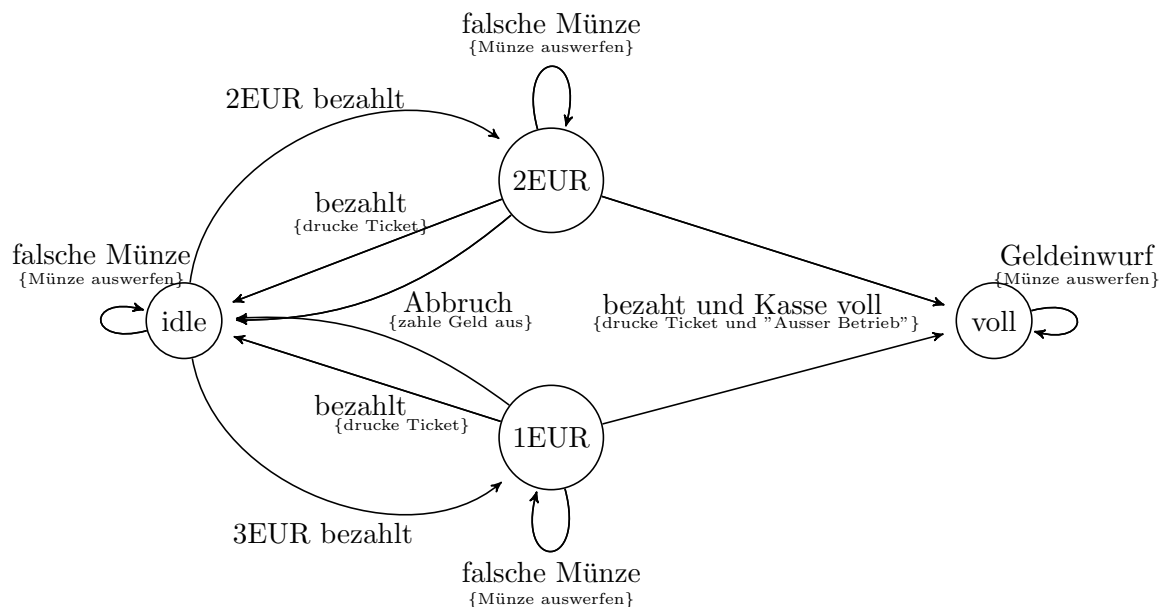 falsche Münze
{Münze auswerfen}
2EUR bezahlt
2EUR
bezahlt
{drucke Ticket}
falsche Münze
{Münze auswerfen}
idle
Abbruch
{zahle Geld aus}
bezaht und Kasse voll
{drucke Ticket und "Ausser Betrieb"}
Geldeinwurf
{Münze auswerfen}
voll
bezahlt
{drucke Ticket}
1EUR
3EUR bezahlt
falsche Münze
{Münze auswerfen}